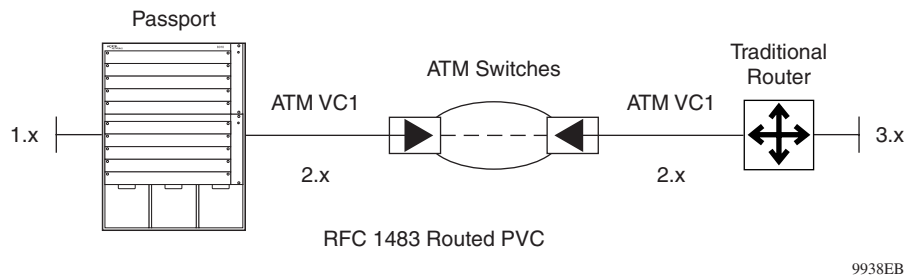 Passport
ATM Switches
Traditional
Router
ATM VC1
ATM VC1
1.x
3.x
2.x
2.x
RFC 1483 Routed PVC
9938EB